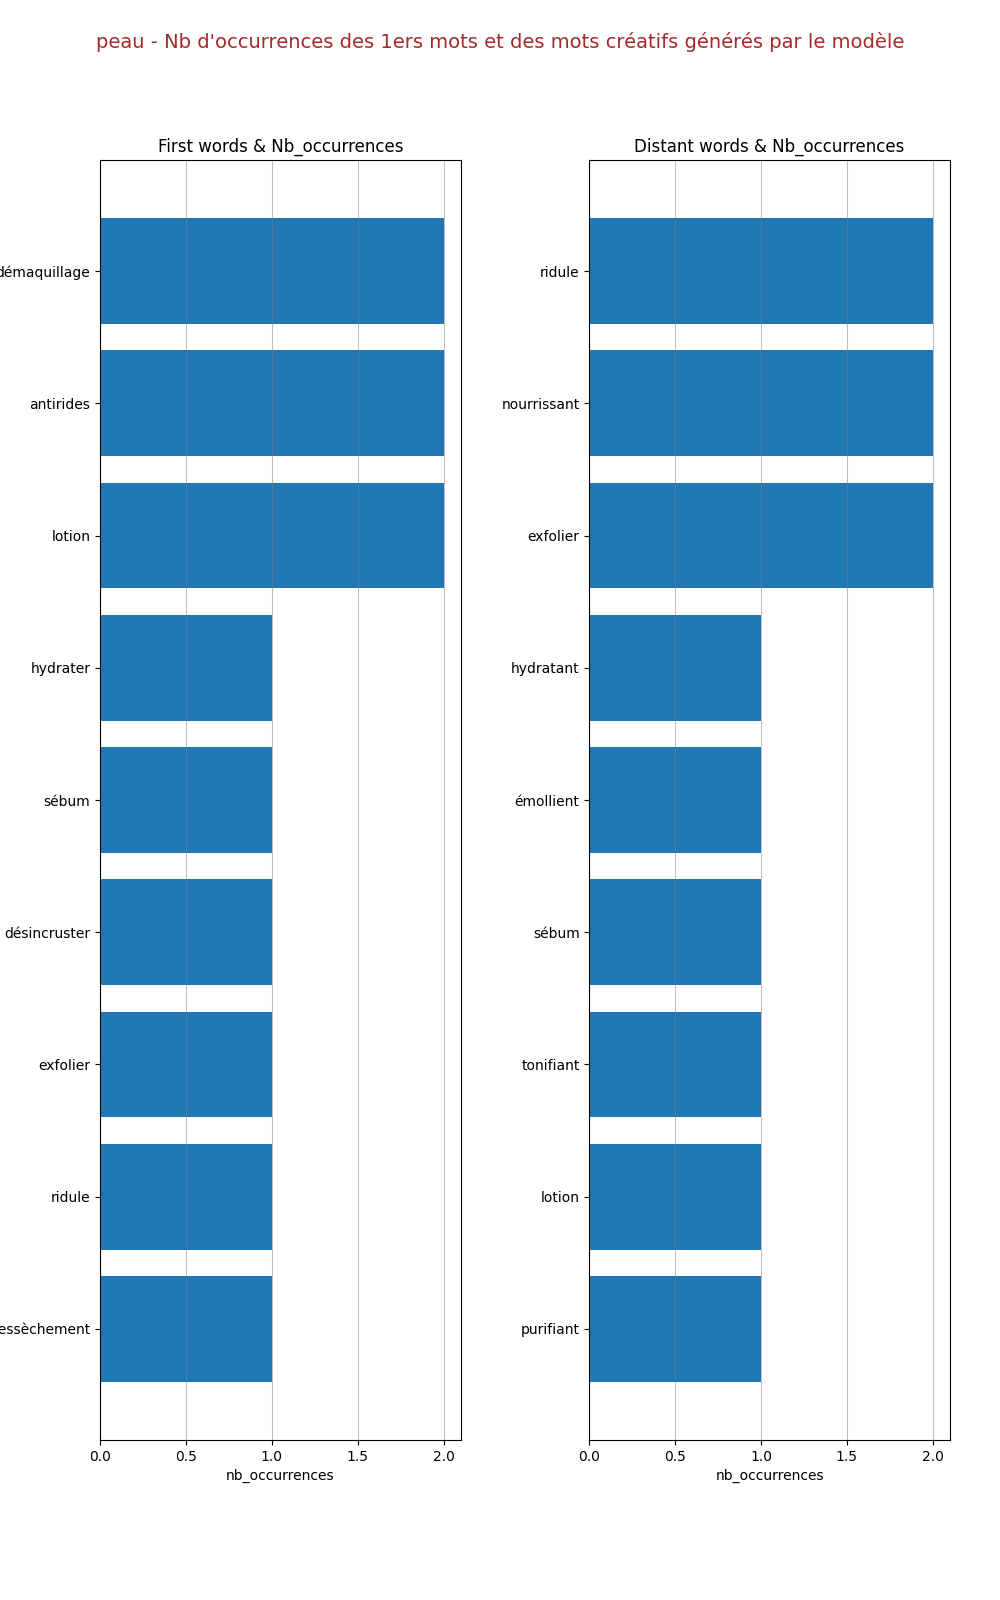 peau - Nb d'occurrences des 1ers mots et des mots créatifs générés par le modèle
First words & Nb_occurrences
démaquillage
antirides
lotion
hydrater
sébum
désincruster
exfolier
ridule
essèchement
0.0 0.5 1.0 1.5 2.0
nb_occurrences
Distant words & Nb_occurrences
ridule
nourrissant
exfolier
hydratant
émollient
sébum
tonifiant
lotion
purifiant
0.0 0.5 1.0 1.5 2.0
nb_occurrences